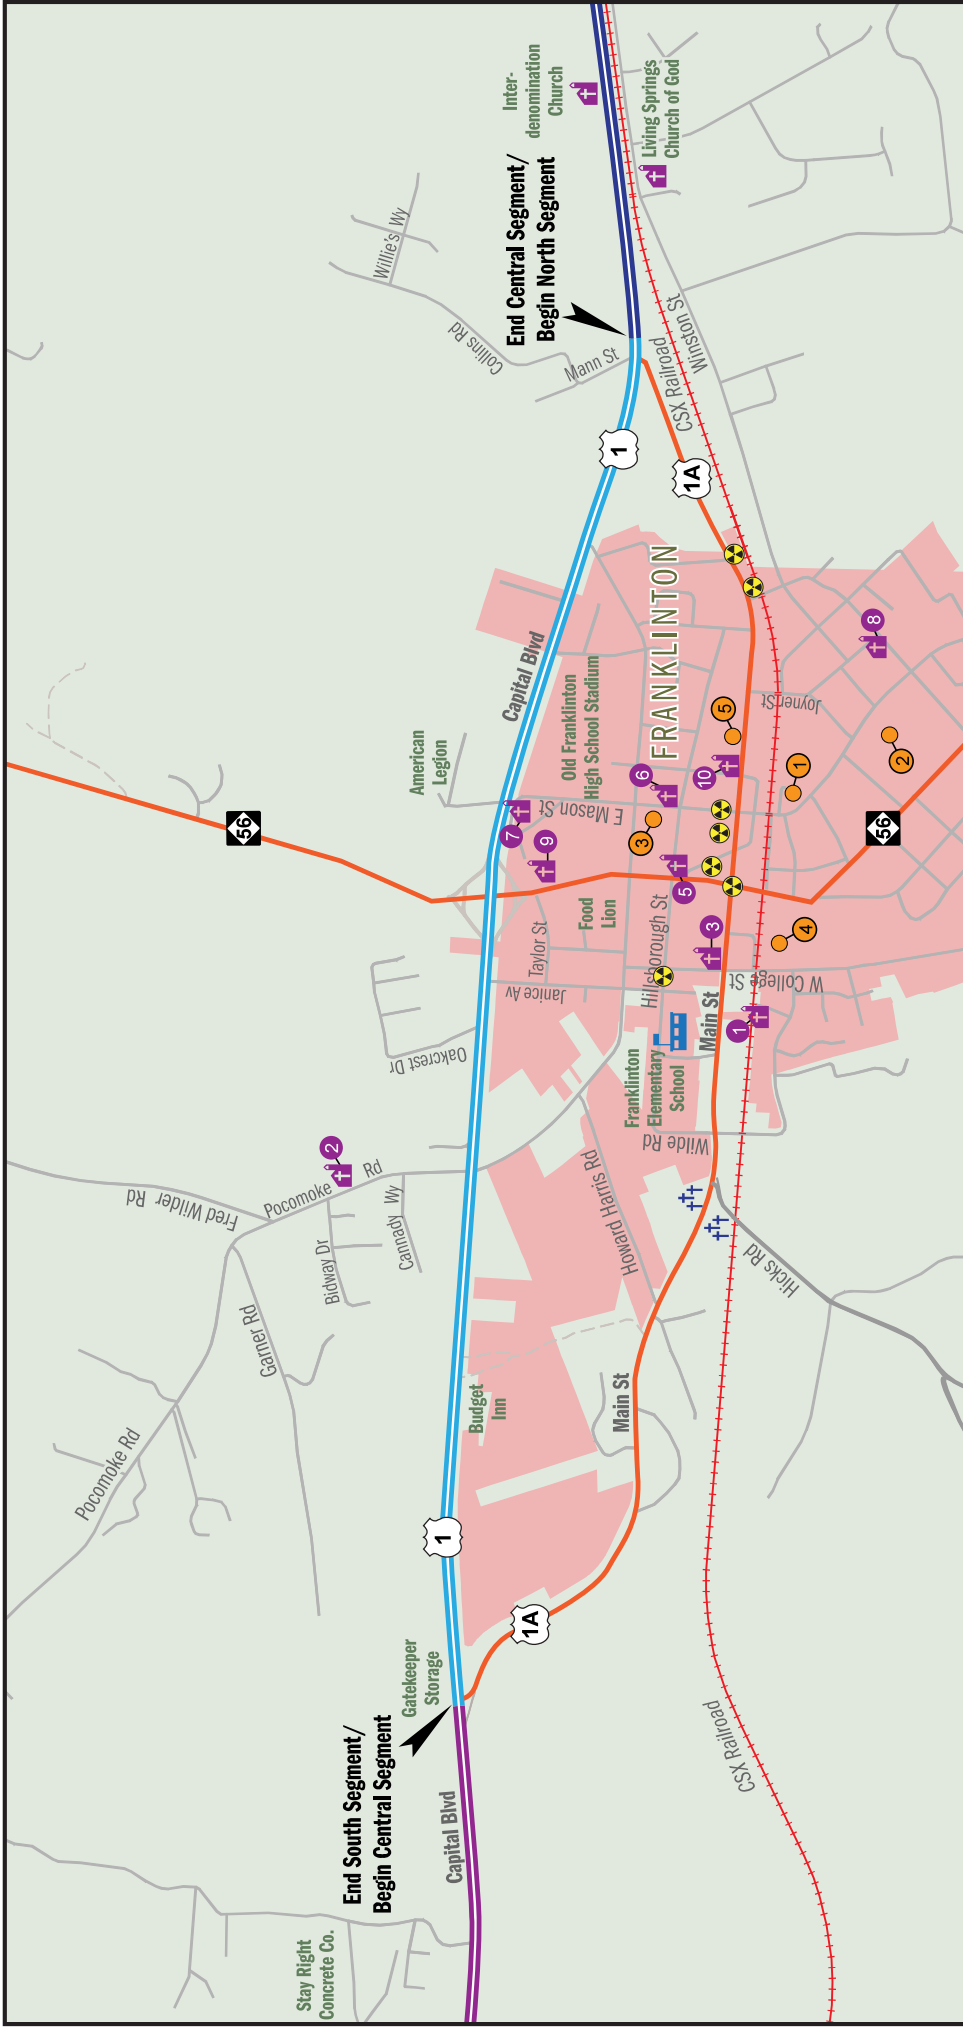 Inter-
denomination
Church
Living Springs
Church of God
End Central Segment/
Begin North Segment
Willie's Wy
Collins Rd
Mann St
CSX Railroad
Winston St
1
1A
FRANKLINTON
Capital Blvd
American
Legion
Old Franklinton
High School Stadium
E Mason St
Joyner St
8
5
10
6
1
2
3
7
9
5
3
4
1
56
56
Food
Lion
Taylor St
Janice Av
Hillsborough St
W College St
Main St
Oakcrest Dr
Franklinton
Elementary
School
Wilde Rd
2
Fred Wilder Rd
Pocomoke Rd
Cannady Wy
Bidway Dr
Garner Rd
Howard Harris Rd
Hicks Rd
Pocomoke Rd
Budget
Inn
Main St
1
1A
Gatekeeper
Storage
End South Segment/
Begin Central Segment
Capital Blvd
CSX Railroad
Stay Right
Concrete Co.